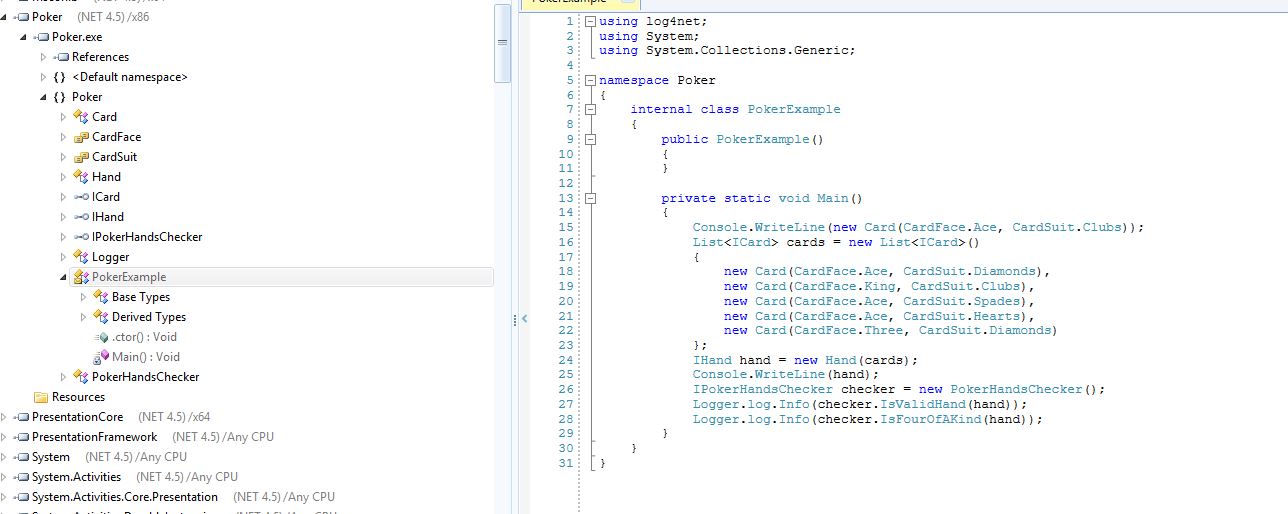 Poker (NET 4.5) /x86
Poker.exe
References
{} <Default namespace>
{} Poker
Card
CardFace
CardSuit
Hand
ICard
IHand
IPokerHandsChecker
Logger
PokerExample
Base Types
Derived Types
.ctor() : Void
Main() : Void
PokerHandsChecker
Resources
PresentationCore (NET 4.5) /x64
PresentationFramework (NET 4.5) /Any CPU
System (NET 4.5) /Any CPU
System.Activities (NET 4.5) /Any CPU
System.Activities.Core.Presentation (NET 4.5) /Any CPU
PokerExample
1 using log4net;
2 using System;
3 using System.Collections.Generic;
4
5 namespace Poker
6 {
7 internal class PokerExample
8 {
9 public PokerExample()
10 {
11 }
12
13 private static void Main()
14 {
15 Console.WriteLine(new Card(CardFace.Ace, CardSuit.Clubs));
16 List<ICard> cards = new List<ICard>()
17 {
18 new Card(CardFace.Ace, CardSuit.Diamonds),
19 new Card(CardFace.King, CardSuit.Clubs),
20 new Card(CardFace.Ace, CardSuit.Spades),
21 new Card(CardFace.Ace, CardSuit.Hearts),
22 new Card(CardFace.Three, CardSuit.Diamonds)
23 };
24 IHand hand = new Hand(cards);
25 Console.WriteLine(hand);
26 IPokerHandsChecker checker = new PokerHandsChecker();
27 Logger.log.Info(checker.IsValidHand(hand));
28 Logger.log.Info(checker.IsFourOfAKind(hand));
29 }
30 }
31 }